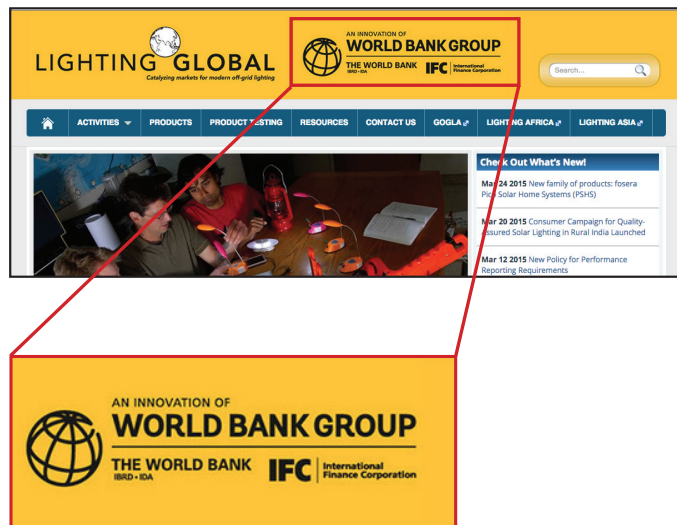 LIGHTING GLOBAL
Catalyzing markets for modern off-grid lighting
AN INNOVATION OF
WORLD BANK GROUP
THE WORLD BANK
IBRD • IDA
IFC International
Finance Corporation
Search...
ACTIVITIES PRODUCTS PRODUCT TESTING RESOURCES CONTACT US GOGLA LIGHTING AFRICA LIGHTING ASIA
Check Out What's New!
Mar 24 2015 New family of products: fosera
Pico Solar Home Systems (PSHS)
Mar 20 2015 Consumer Campaign for Quality-
Assured Solar Lighting in Rural India Launched
Mar 12 2015 New Policy for Performance
Reporting Requirements
AN INNOVATION OF
WORLD BANK GROUP
THE WORLD BANK
IBRD • IDA
IFC International
Finance Corporation